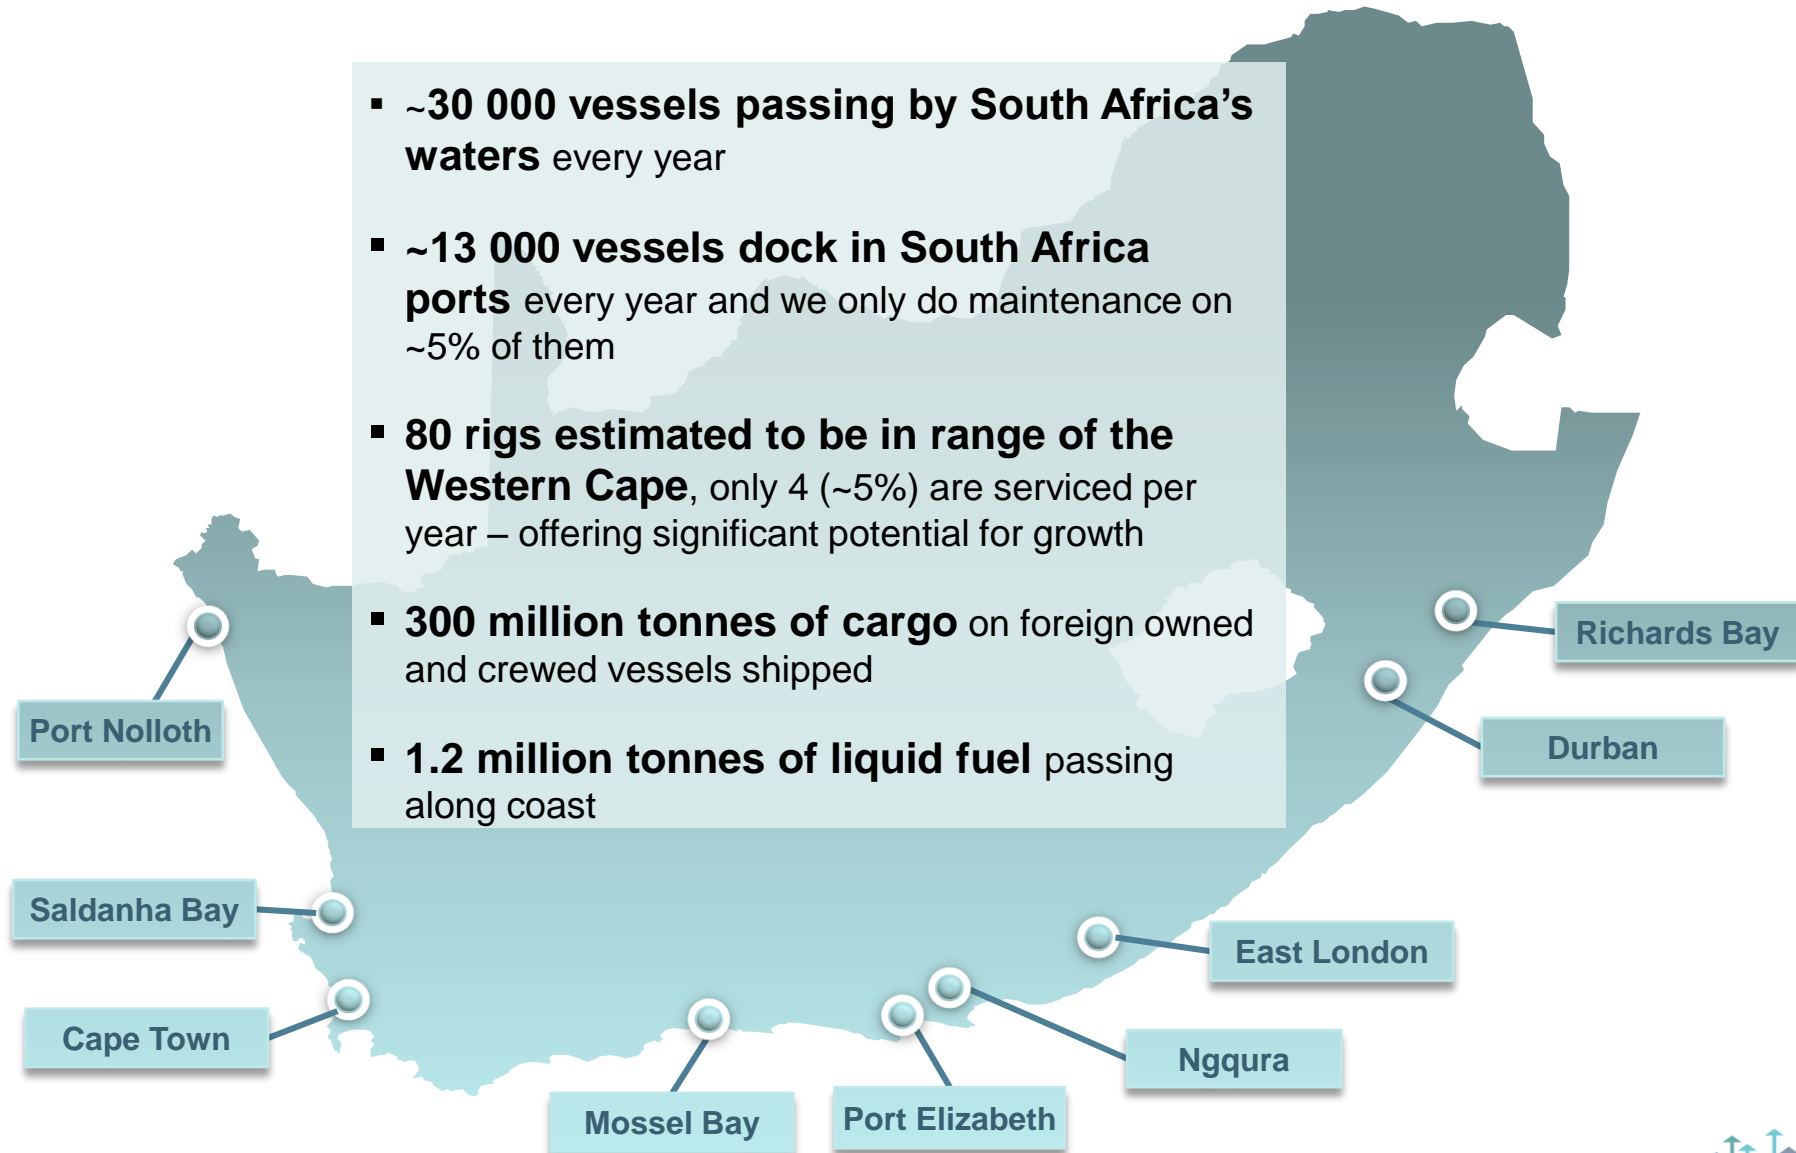 ▪ ~30 000 vessels passing by South Africa’s
waters every year
▪ ~13 000 vessels dock in South Africa
ports every year and we only do maintenance on
~5% of them
▪ 80 rigs estimated to be in range of the
Western Cape, only 4 (~5%) are serviced per
year – offering significant potential for growth
▪ 300 million tonnes of cargo on foreign owned
and crewed vessels shipped
▪ 1.2 million tonnes of liquid fuel passing
along coast
Richards Bay
Port Nolloth
Durban
Saldanha Bay
East London
Cape Town
Ngqura
Mossel Bay
Port Elizabeth